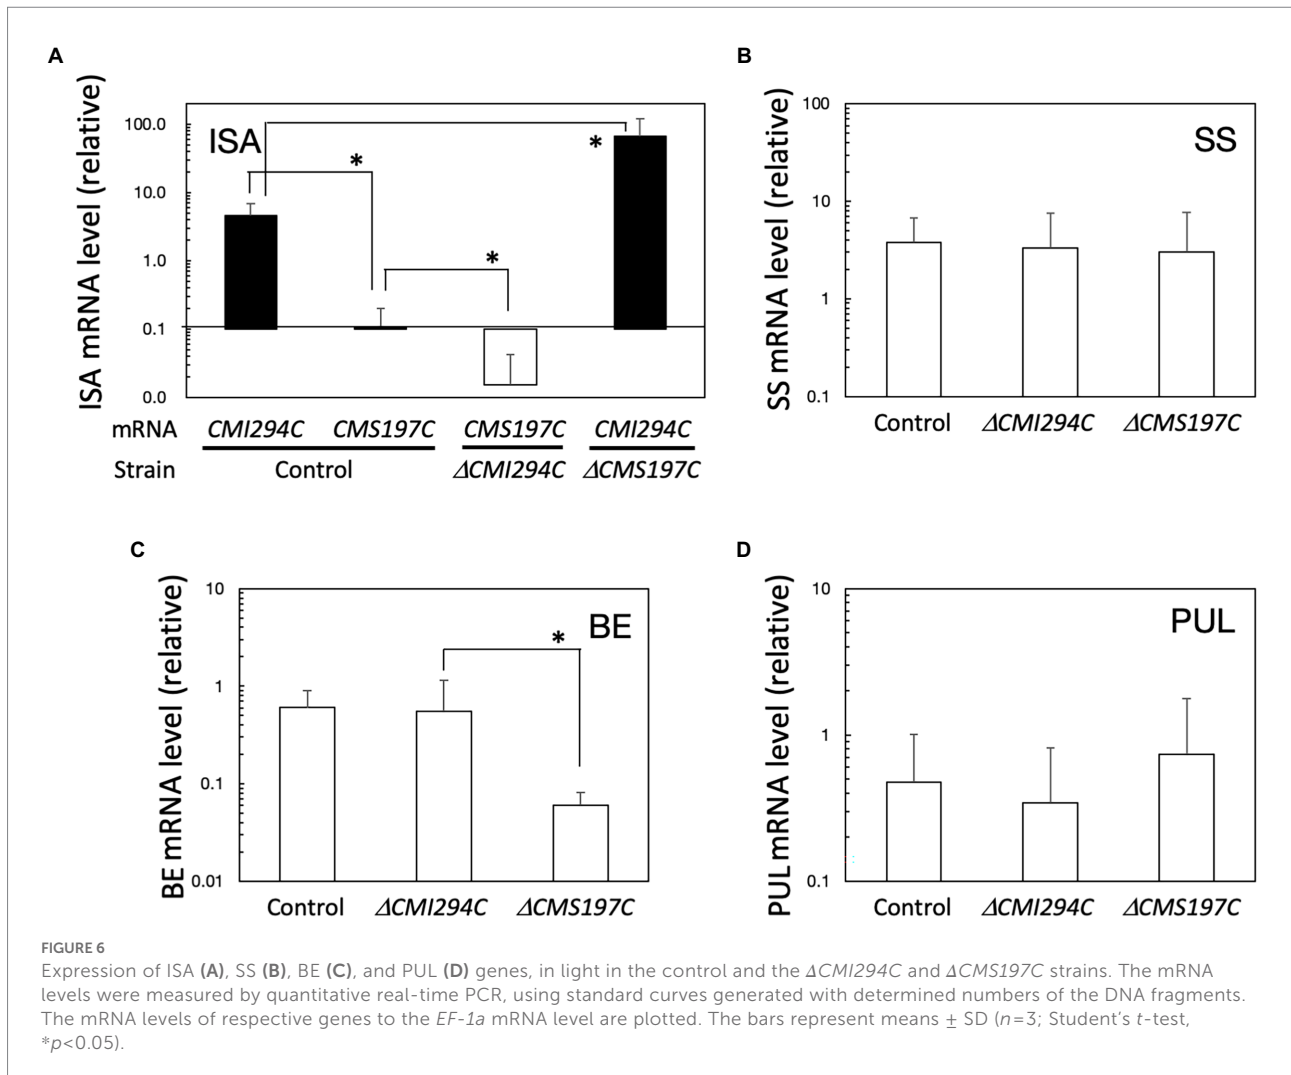 A
ISA mRNA level (relative)
100.0
10.0
1.0
0.1
0.0
ISA
*
*
*
mRNA CMI294C CMS197C CMS197C CMI294C
Strain Control ΔCMI294C ΔCMS197C
B
SS mRNA level (relative)
100
10
1
0.1
SS
Control ΔCMI294C ΔCMS197C
C
BE mRNA level (relative)
10
1
0.1
0.01
BE
*
Control ΔCMI294C ΔCMS197C
D
PUL mRNA level (relative)
10
1
0.1
PUL
Control ΔCMI294C ΔCMS197C
FIGURE 6
Expression of ISA (A), SS (B), BE (C), and PUL (D) genes, in light in the control and the ΔCMI294C and ΔCMS197C strains. The mRNA
levels were measured by quantitative real-time PCR, using standard curves generated with determined numbers of the DNA fragments.
The mRNA levels of respective genes to the EF-1a mRNA level are plotted. The bars represent means ± SD (n=3; Student's t-test,
*p<0.05).